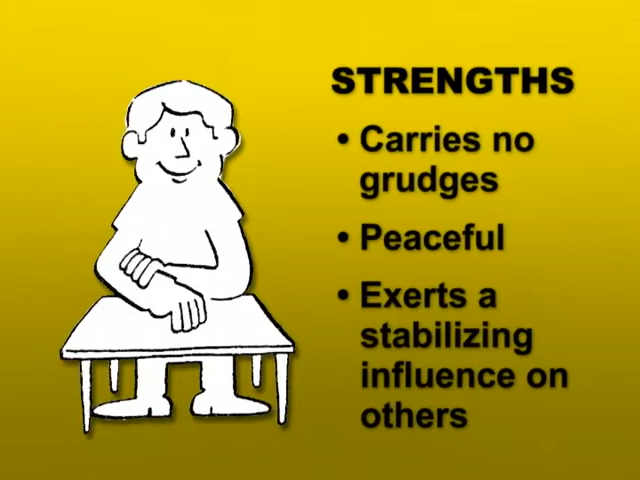 STRENGTHS
• Carries no
grudges
• Peaceful
• Exerts a
stabilizing
influence on
others